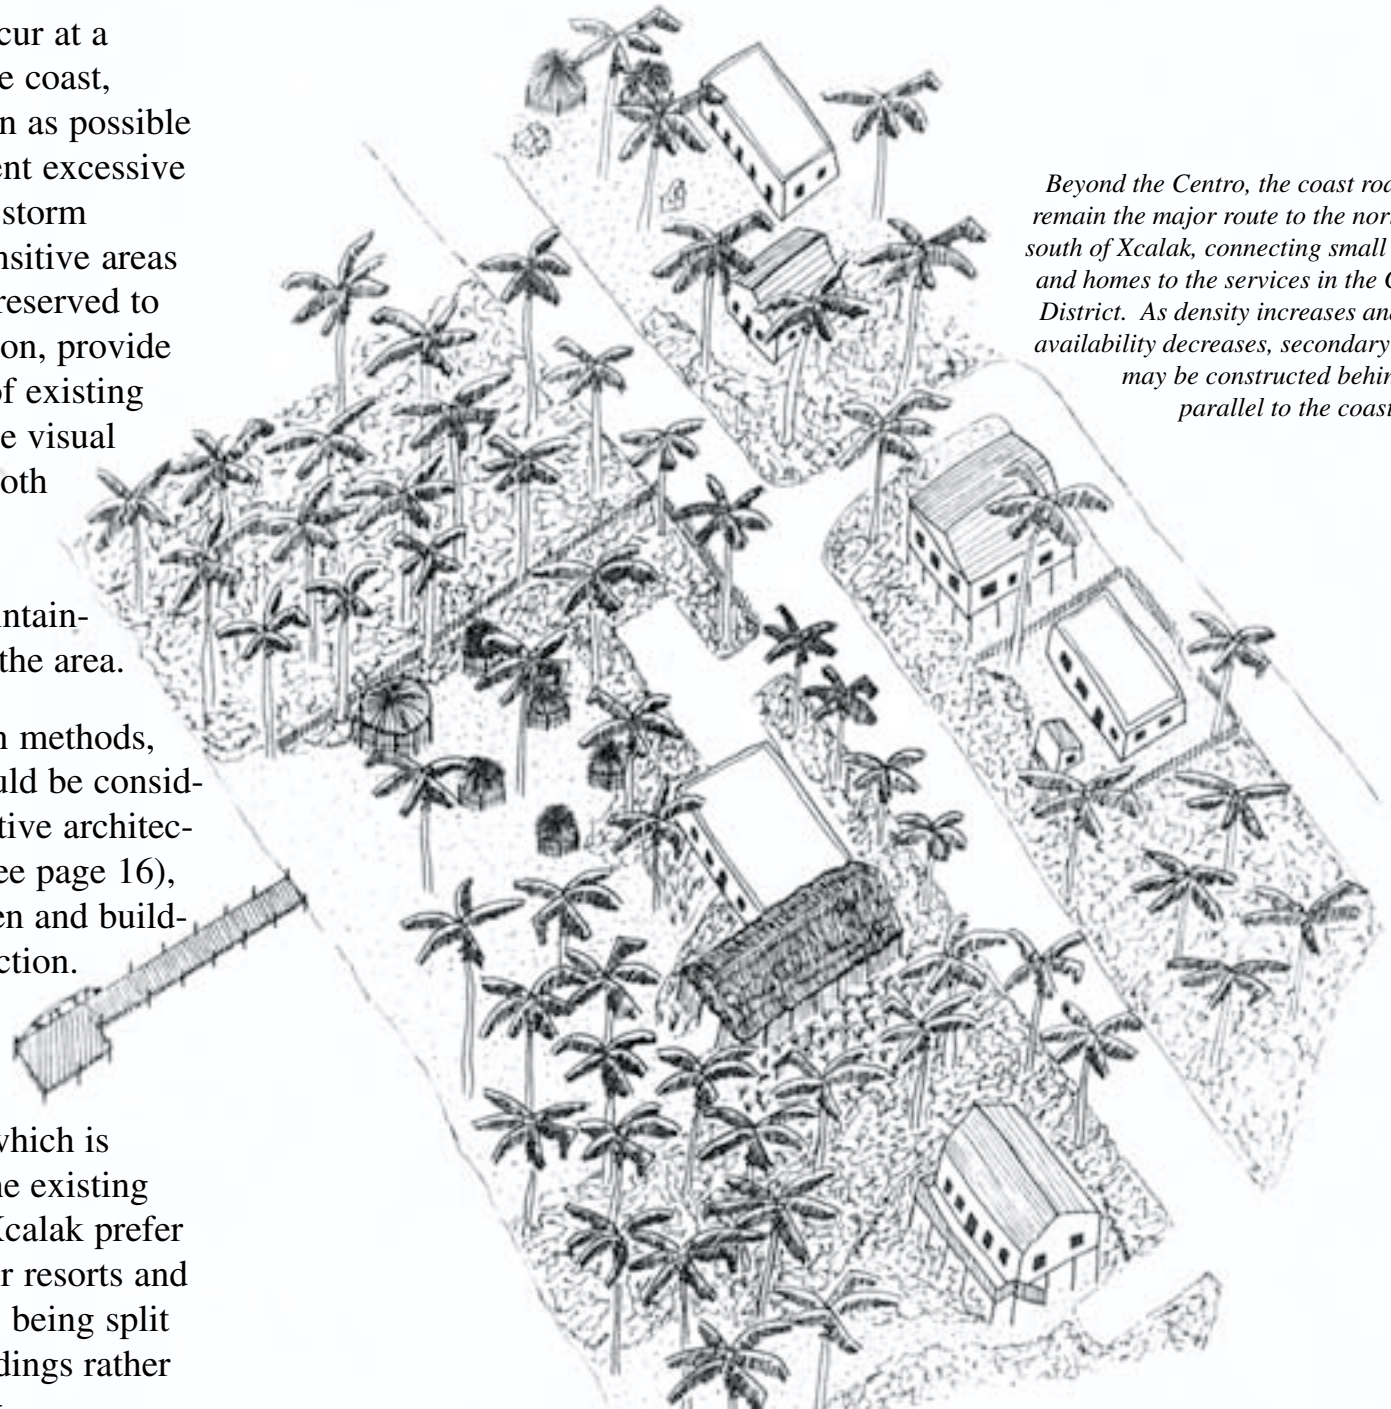 cur at a
e coast,
n as possible
ent excessive
storm
nsitive areas
reserved to
on, provide
of existing
e visual
oth
intain-
the area.
n methods,
uld be consid-
tive architec-
ee page 16),
en and build-
ction.
which is
ne existing
Xcalak prefer
r resorts and
being split
dings rather
Beyond the Centro, the coast roa
remain the major route to the nor
south of Xcalak, connecting small
and homes to the services in the C
District. As density increases an
availability decreases, secondary
may be constructed behin
parallel to the coast